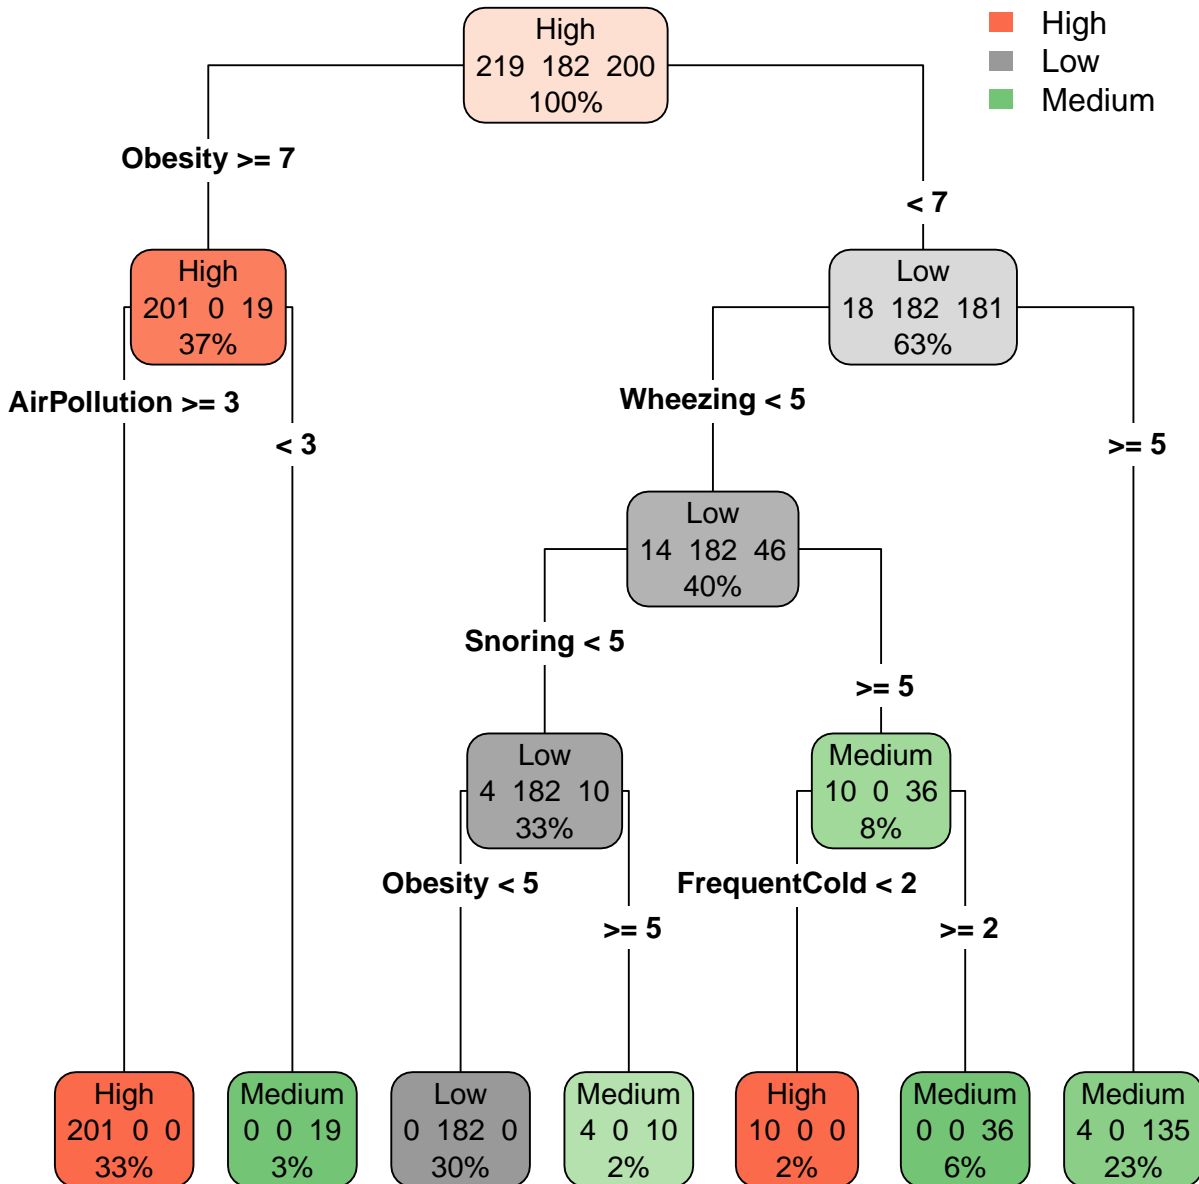 High
219 182 200
100%
High
Low
Medium
Obesity >= 7
< 7
High
201 0 19
37%
Low
18 182 181
63%
AirPollution >= 3
< 3
Wheezing < 5
>= 5
Low
14 182 46
40%
Snoring < 5
>= 5
Low
4 182 10
33%
Medium
10 0 36
8%
Obesity < 5
>= 5
FrequentCold < 2
>= 2
High
201 0 0
33%
Medium
0 0 19
3%
Low
0 182 0
30%
Medium
4 0 10
2%
High
10 0 0
2%
Medium
0 0 36
6%
Medium
4 0 135
23%